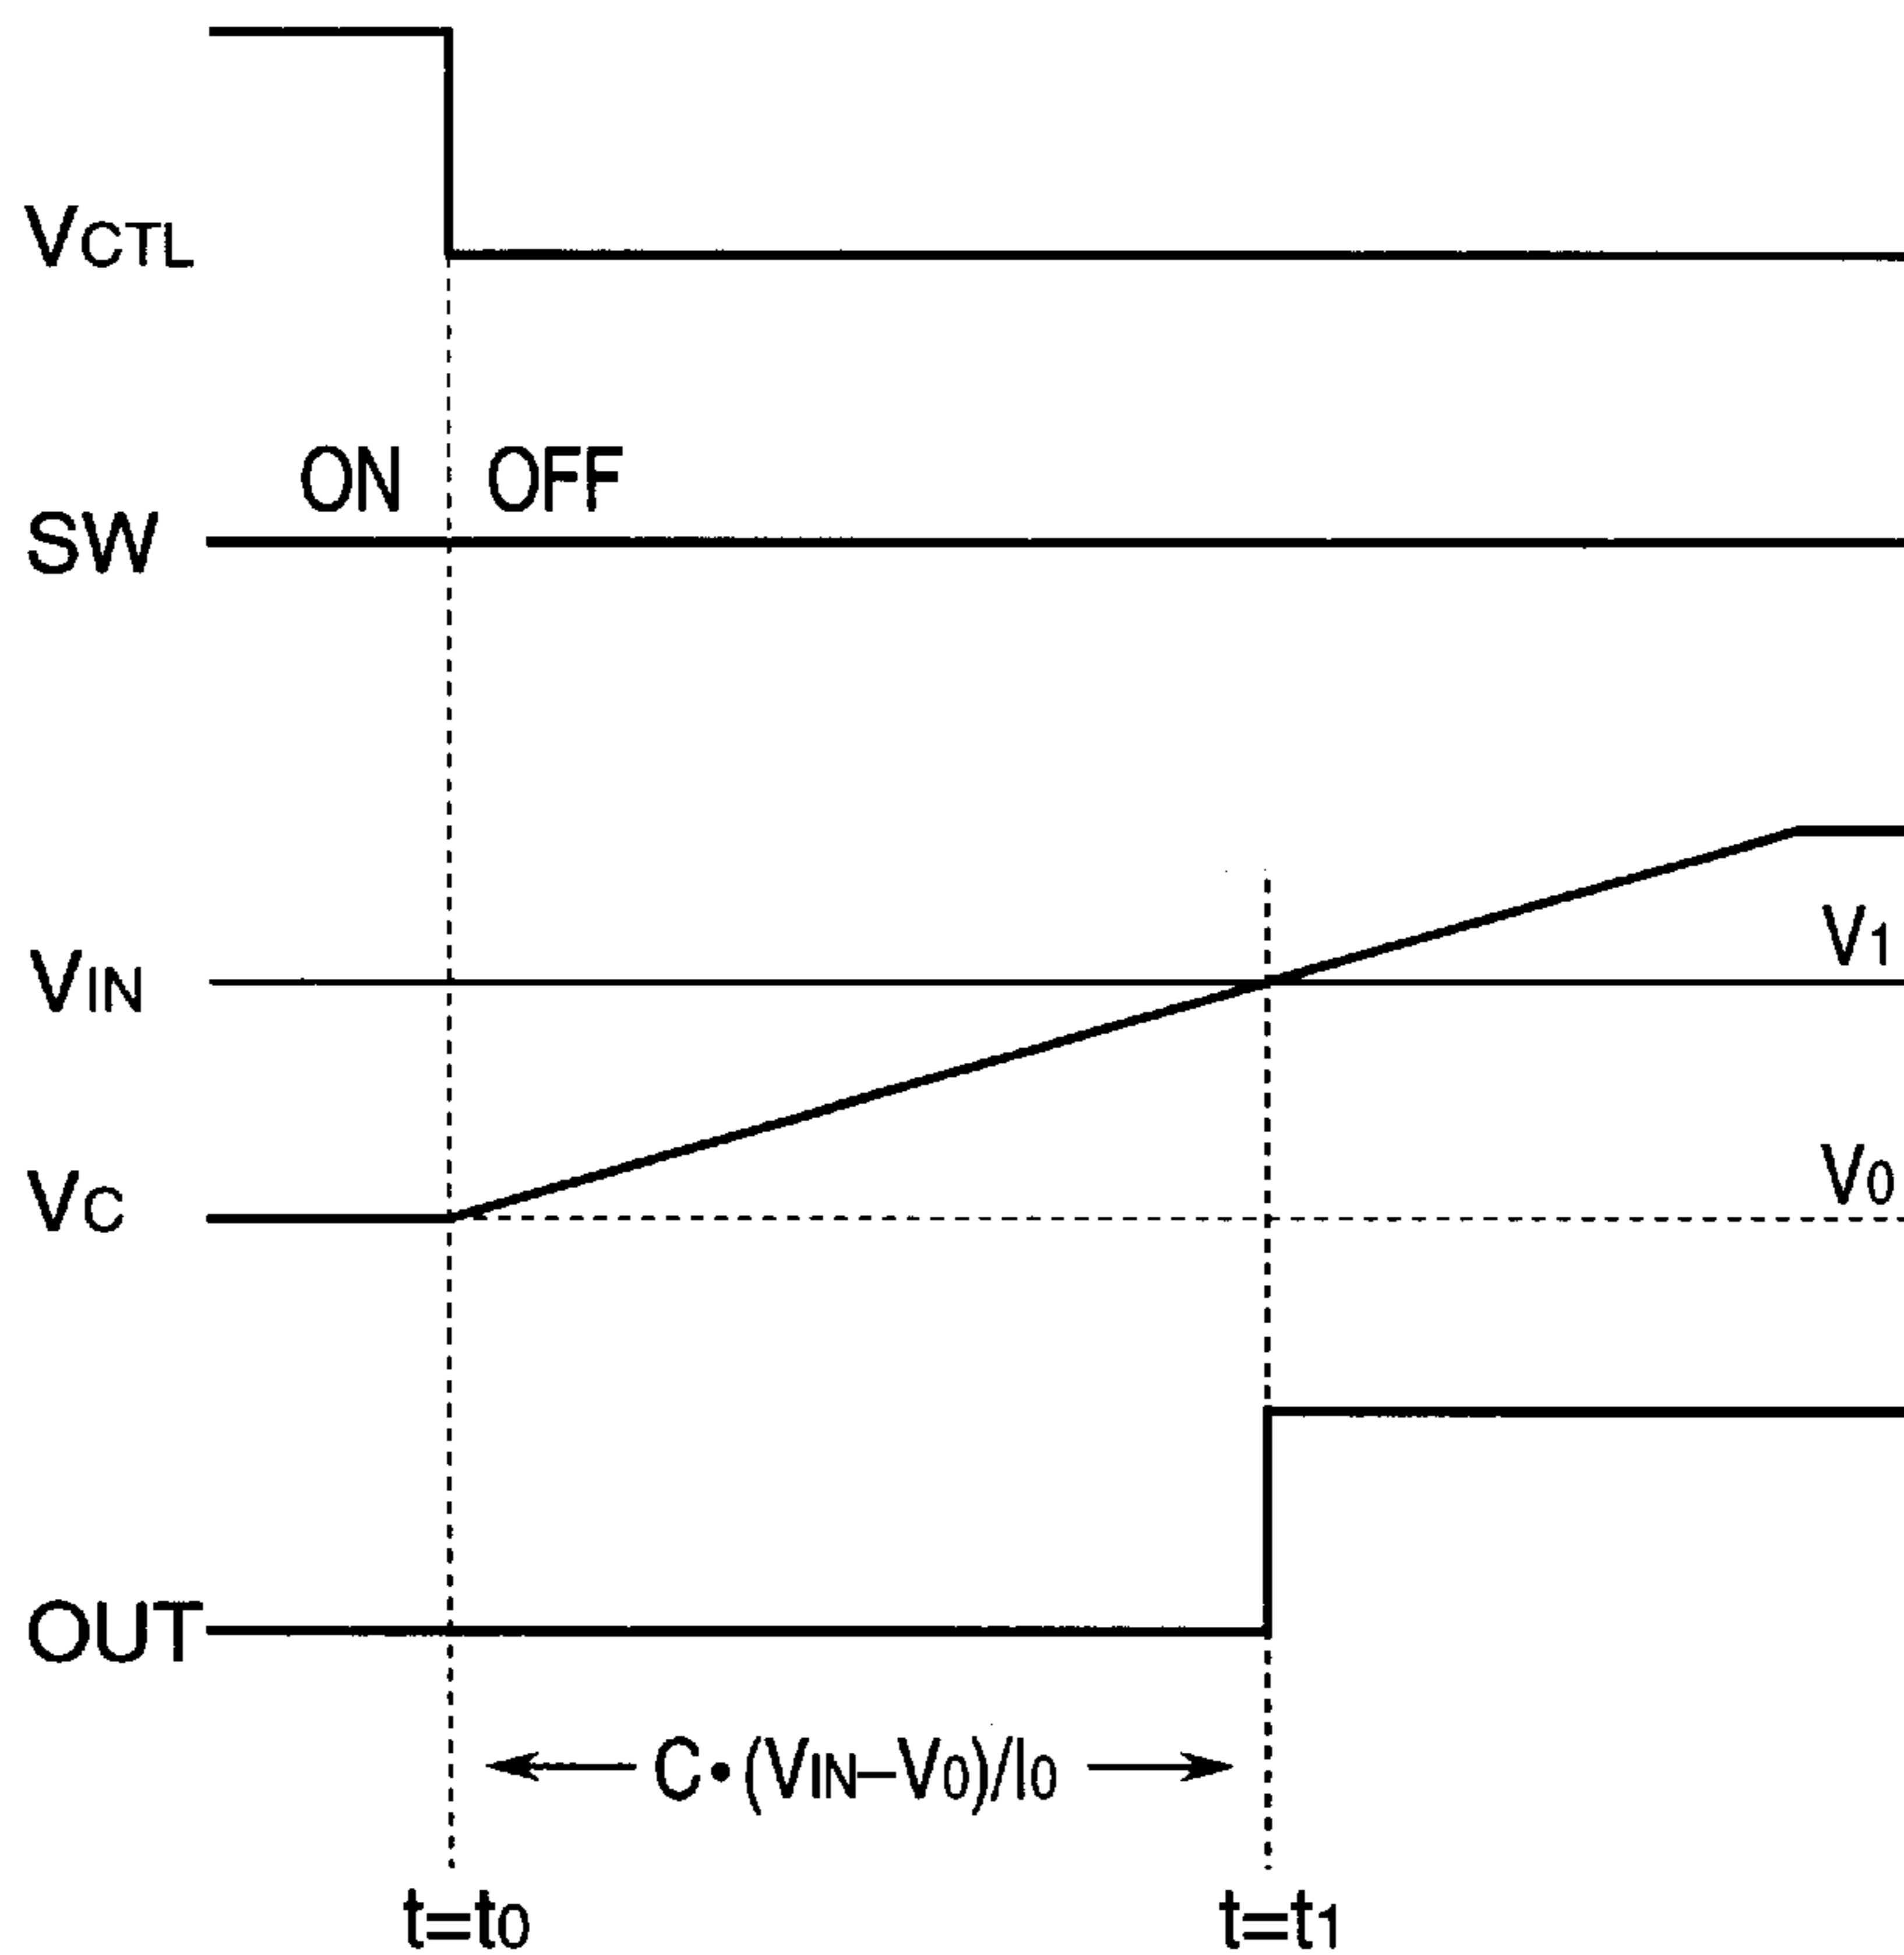 VCTL
ON OFF
SW
V1
VIN
V0
VC
OUT
C•(VIN–V0)/I0
t=t0 t=t1